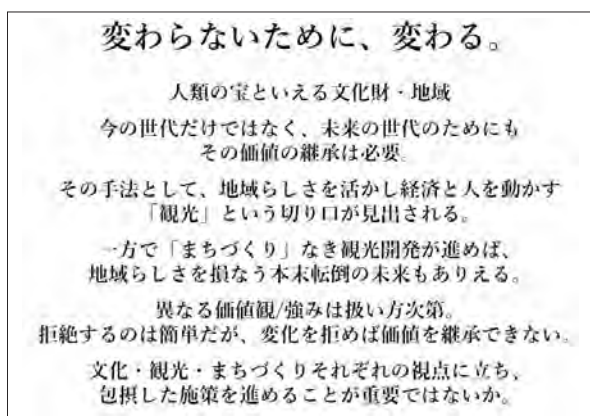 変わらないために、変わる。
人類の宝といえる文化財・地域
今の世代だけではなく、未来の世代のためにも
その価値の継承は必要。
その手法として、地域らしさを活かし経済と人を動かす
「観光」という切り口が見出される。
一方で「まちづくり」なき観光開発が進めば、
地域らしさを損なう本末転倒の未来もありえる。
異なる価値観/強みは扱い方次第。
拒絶するのは簡単だが、変化を拒めば価値を継承できない。
文化・観光・まちづくりそれぞれの視点に立ち、
包摂した施策を進めることが重要ではないか。